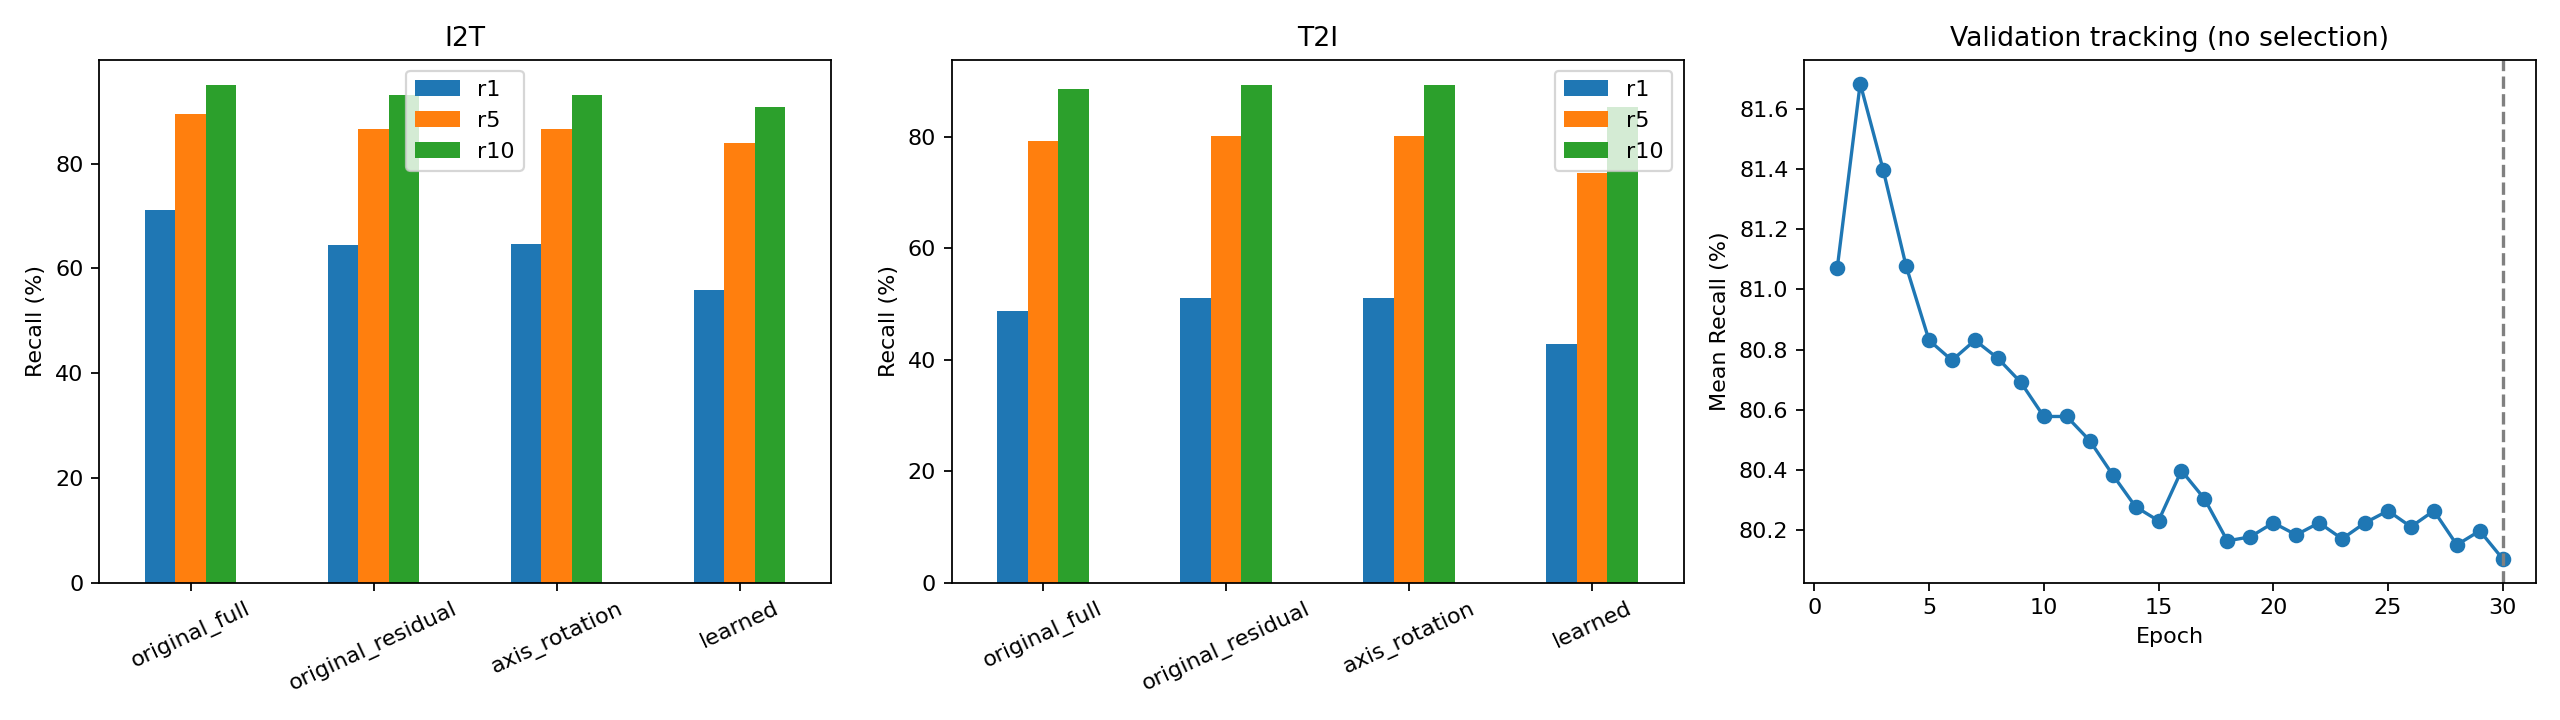 I2T
Recall (%)
80
60
40
20
0
r1
r5
r10
original_full
original_residual
axis_rotation
learned
T2I
Recall (%)
80
60
40
20
0
r1
r5
r10
original_full
original_residual
axis_rotation
learned
Validation tracking (no selection)
Mean Recall (%)
81.6
81.4
81.2
81.0
80.8
80.6
80.4
80.2
0 5 10 15 20 25 30
Epoch